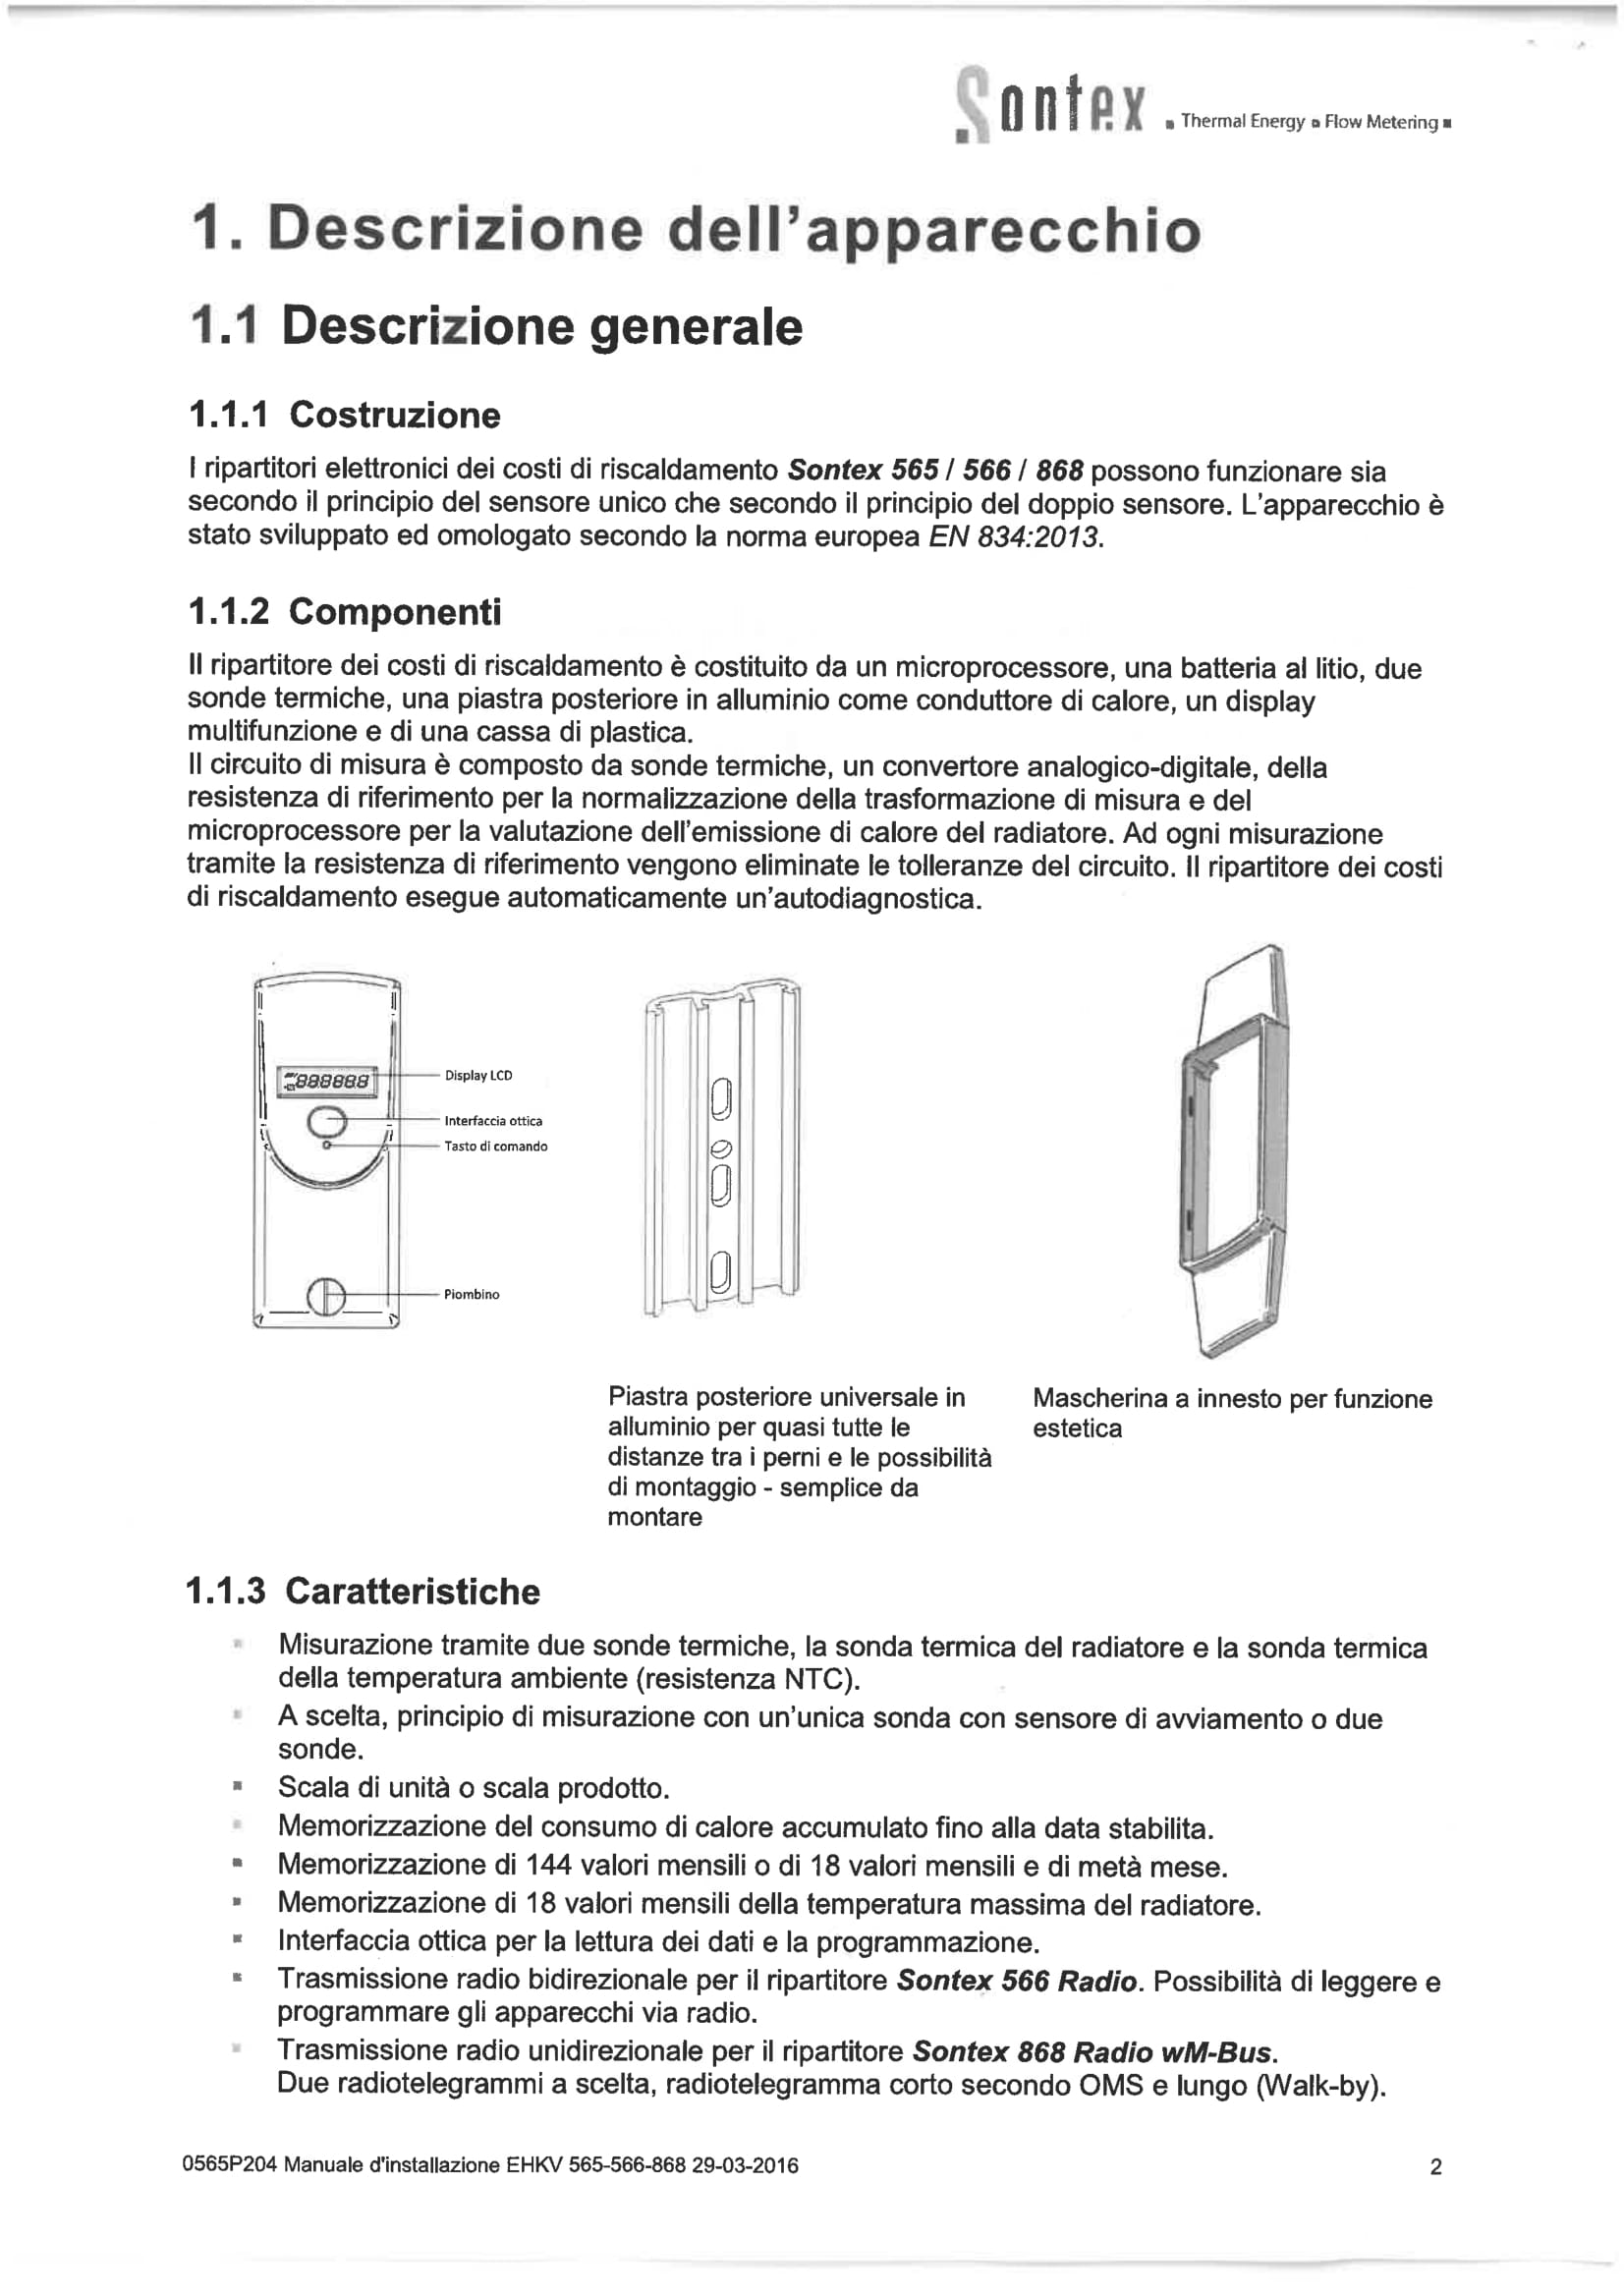 Sontex ▪ Thermal Energy ▪ Flow Metering ▪
1. Descrizione dell'apparecchio
1.1 Descrizione generale
1.1.1 Costruzione
I ripartitori elettronici dei costi di riscaldamento Sontex 565 / 566 / 868 possono funzionare sia
secondo il principio del sensore unico che secondo il principio del doppio sensore. L'apparecchio è
stato sviluppato ed omologato secondo la norma europea EN 834:2013.
1.1.2 Componenti
Il ripartitore dei costi di riscaldamento è costituito da un microprocessore, una batteria al litio, due
sonde termiche, una piastra posteriore in alluminio come conduttore di calore, un display
multifunzione e di una cassa di plastica.
Il circuito di misura è composto da sonde termiche, un convertore analogico-digitale, della
resistenza di riferimento per la normalizzazione della trasformazione di misura e del
microprocessore per la valutazione dell'emissione di calore del radiatore. Ad ogni misurazione
tramite la resistenza di riferimento vengono eliminate le tolleranze del circuito. Il ripartitore dei costi
di riscaldamento esegue automaticamente un'autodiagnostica.
888888
Display LCD
Interfaccia ottica
Tasto di comando
Piombino
Piastra posteriore universale in
alluminio per quasi tutte le
distanze tra i perni e le possibilità
di montaggio - semplice da
montare
Mascherina a innesto per funzione
estetica
1.1.3 Caratteristiche
▪ Misurazione tramite due sonde termiche, la sonda termica del radiatore e la sonda termica
della temperatura ambiente (resistenza NTC).
▪ A scelta, principio di misurazione con un'unica sonda con sensore di avviamento o due
sonde.
▪ Scala di unità o scala prodotto.
▪ Memorizzazione del consumo di calore accumulato fino alla data stabilita.
▪ Memorizzazione di 144 valori mensili o di 18 valori mensili e di metà mese.
▪ Memorizzazione di 18 valori mensili della temperatura massima del radiatore.
▪ Interfaccia ottica per la lettura dei dati e la programmazione.
▪ Trasmissione radio bidirezionale per il ripartitore Sontex 566 Radio. Possibilità di leggere e
programmare gli apparecchi via radio.
▪ Trasmissione radio unidirezionale per il ripartitore Sontex 868 Radio wM-Bus.
Due radiotelegrammi a scelta, radiotelegramma corto secondo OMS e lungo (Walk-by).
0565P204 Manuale d'installazione EHKV 565-566-868 29-03-2016
2